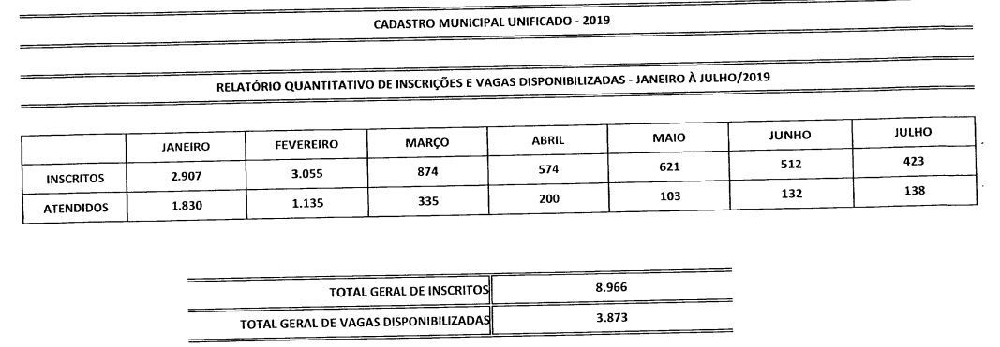 CADASTRO MUNICIPAL UNIFICADO - 2019
RELATÓRIO QUANTITATIVO DE INSCRIÇÕES E VAGAS DISPONIBILIZADAS - JANEIRO À JULHO/2019
JANEIRO FEVEREIRO MARÇO ABRIL MAIO JUNHO JULHO
INSCRITOS 2.907 3.055 874 574 621 512 423
ATENDIDOS 1.830 1.135 335 200 103 132 138
TOTAL GERAL DE INSCRITOS 8.966
TOTAL GERAL DE VAGAS DISPONIBILIZADAS 3.873